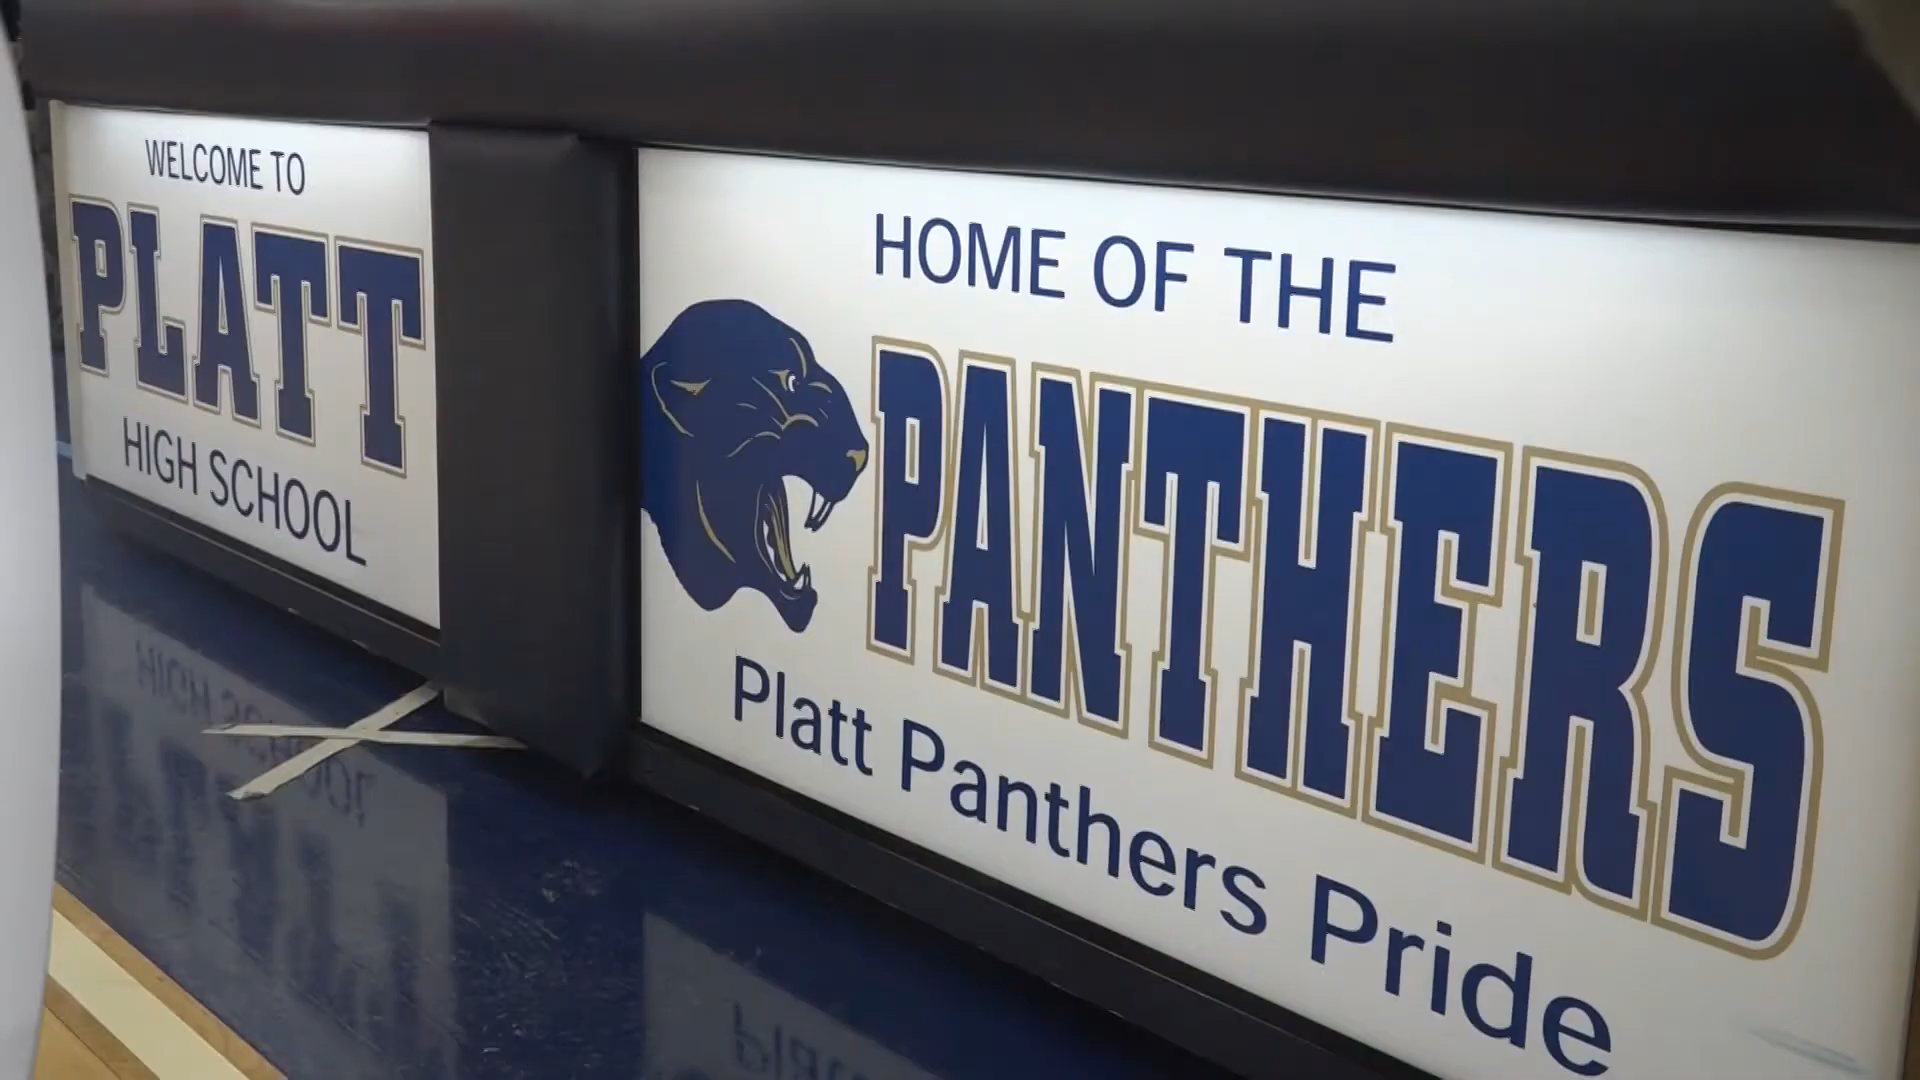 WELCOME TO
PLATT
HIGH SCHOOL
HOME OF THE
PANTHERS
Platt Panthers Pride